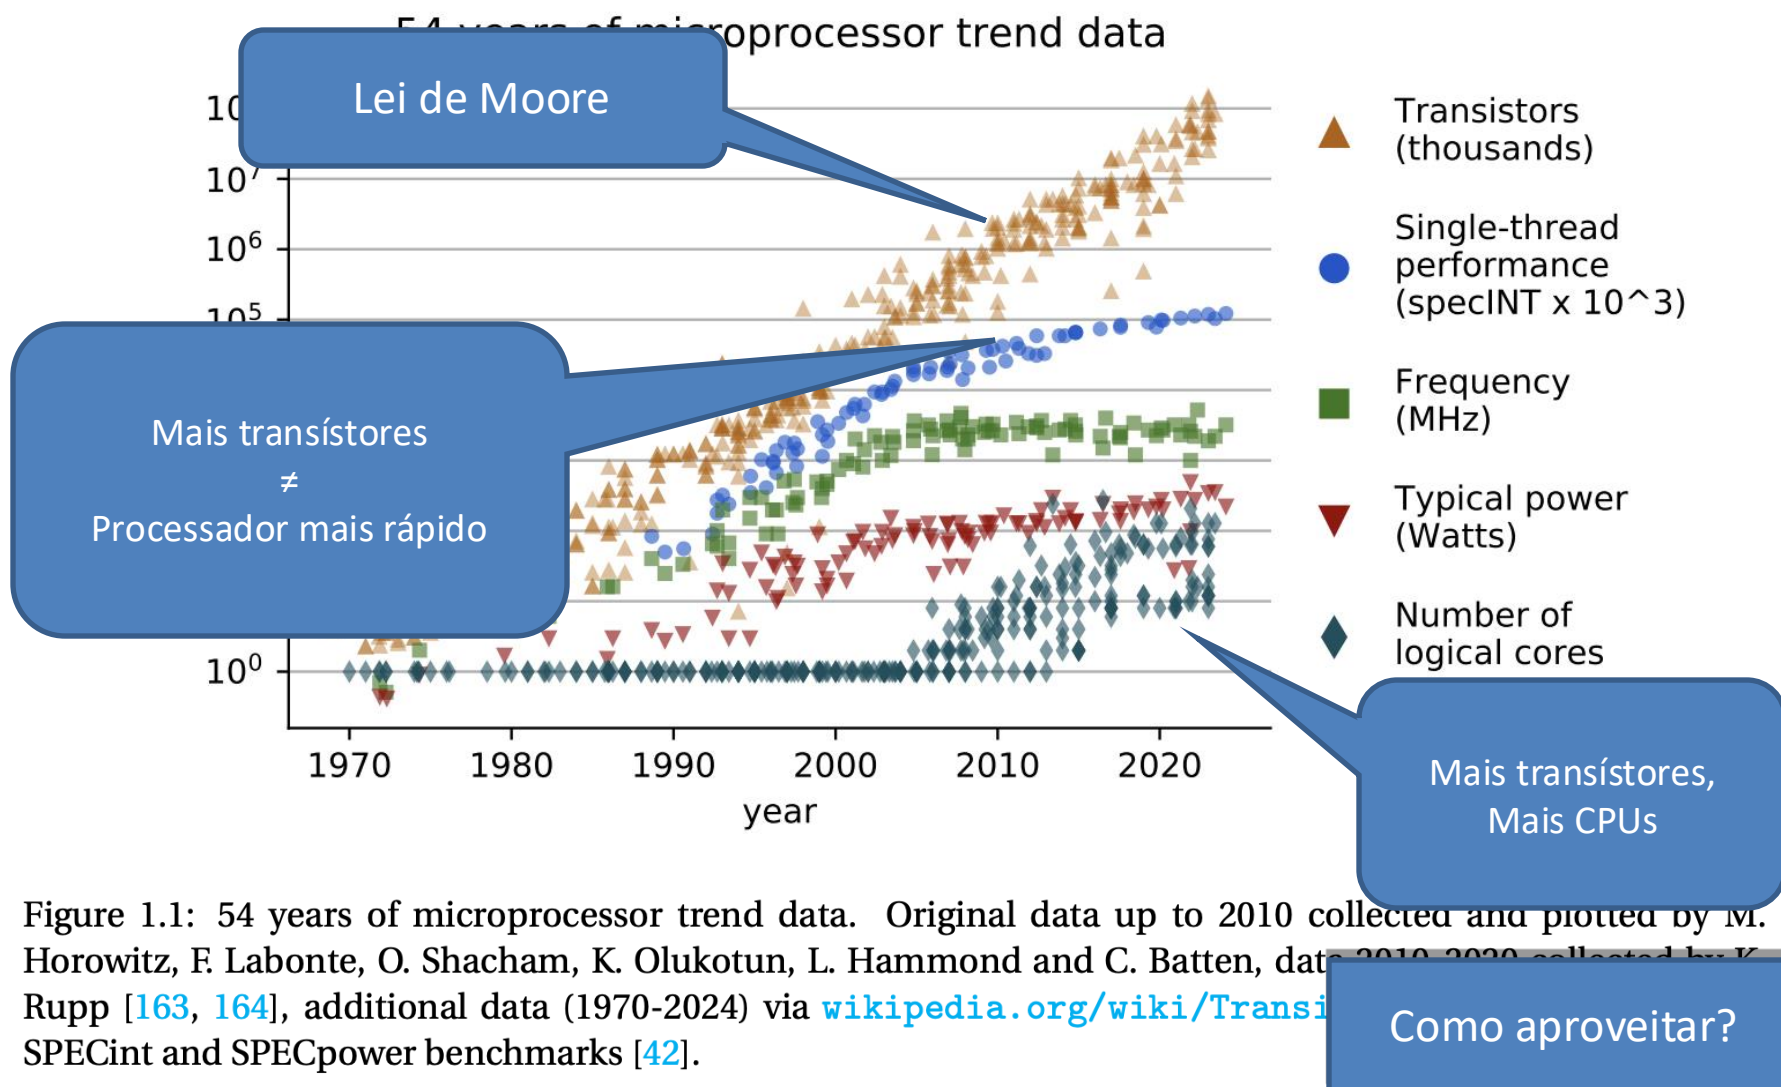 54 years of microprocessor trend data
Lei de Moore
10
10⁷
10⁶
10⁵
10⁰
Mais transístores
≠
Processador mais rápido
Transistors
(thousands)
Single-thread
performance
(specINT x 10^3)
Frequency
(MHz)
Typical power
(Watts)
Number of
logical cores
1970 1980 1990 2000 2010 2020
year
Mais transístores,
Mais CPUs
Figure 1.1: 54 years of microprocessor trend data. Original data up to 2010 collected and plotted by M.
Horowitz, F. Labonte, O. Shacham, K. Olukotun, L. Hammond and C. Batten, data 2010-2020 collected by K.
Rupp [163, 164], additional data (1970-2024) via wikipedia.org/wiki/Transi
SPECint and SPECpower benchmarks [42].
Como aproveitar?